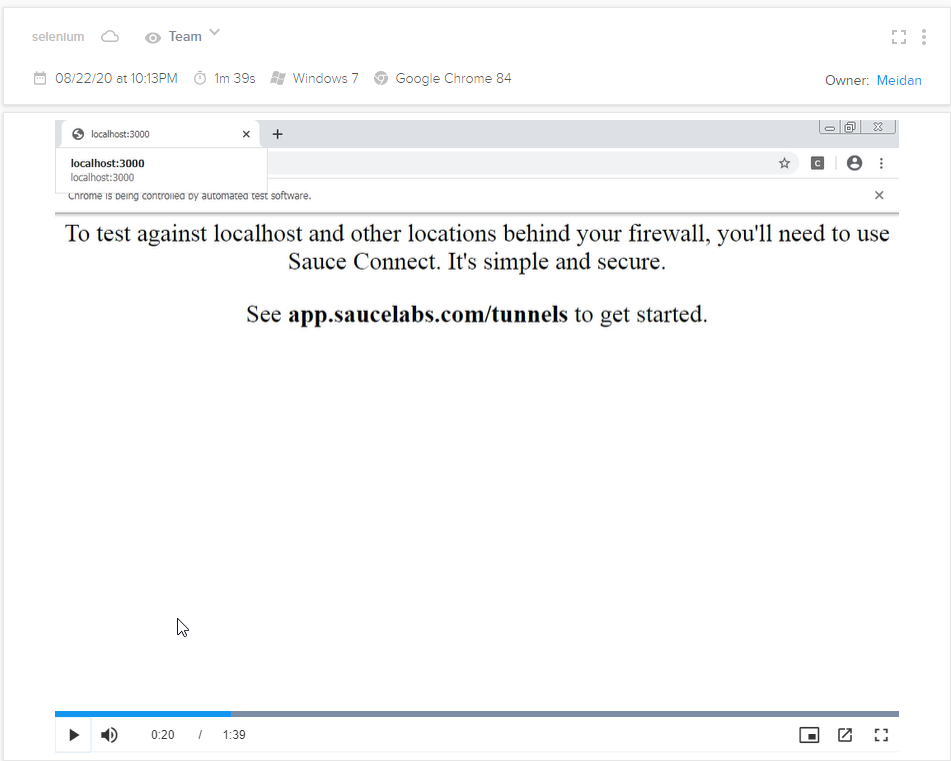 selenium Team
08/22/20 at 10:13PM 1m 39s Windows 7 Google Chrome 84 Owner: Meidan
localhost:3000
localhost:3000
localhost:3000
C
Chrome is being controlled by automated test software.
To test against localhost and other locations behind your firewall, you'll need to use
Sauce Connect. It's simple and secure.
See app.saucelabs.com/tunnels to get started.
0:20 / 1:39